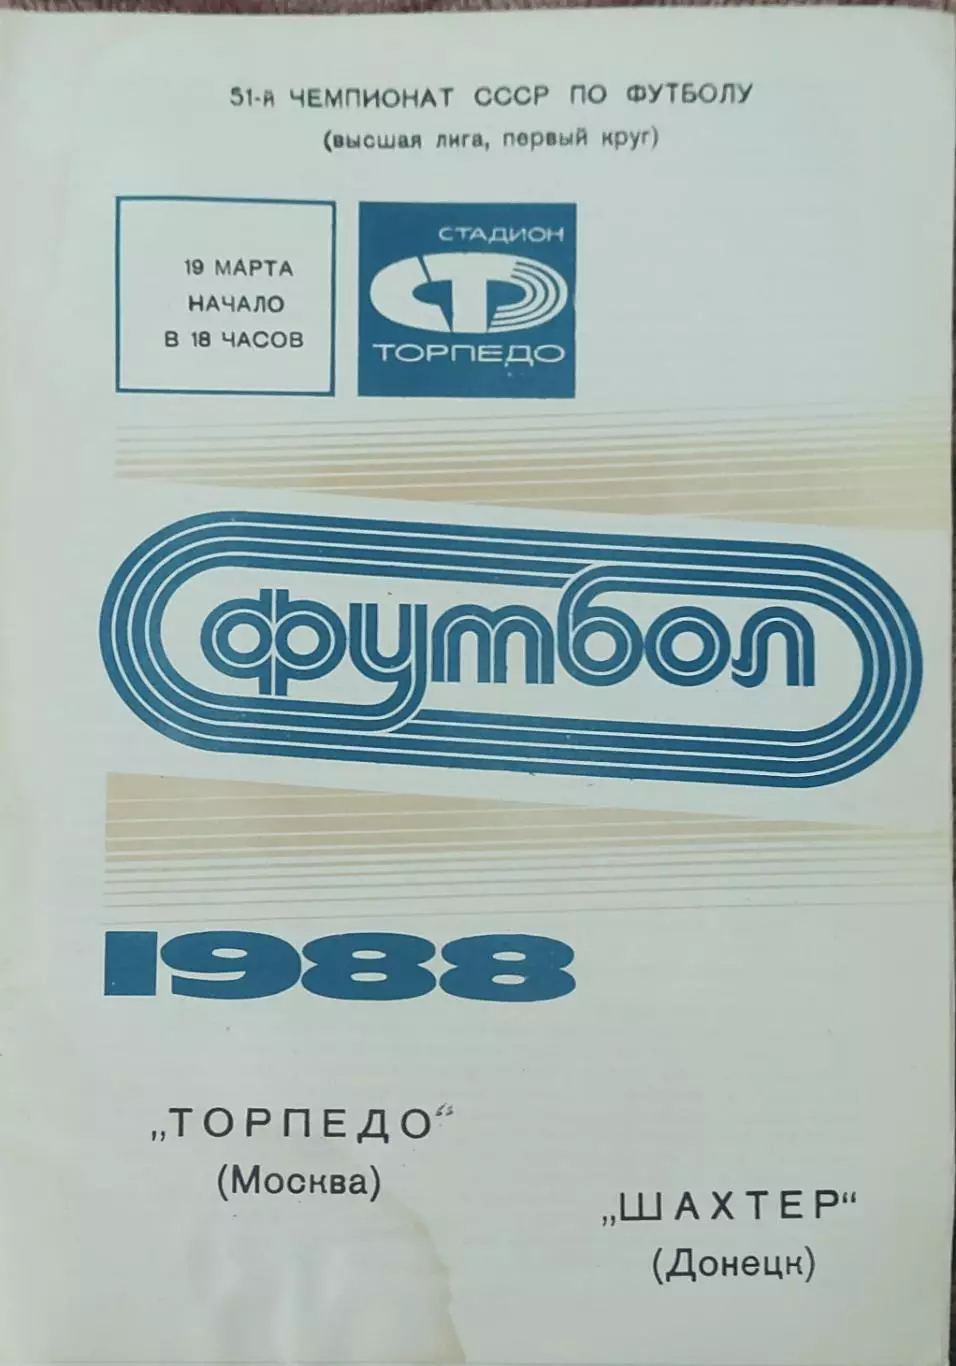 51-й ЧЕМПИОНАТ СССР ПО ФУТБОЛУ
(высшая лига, первый круг)
19 МАРТА
НАЧАЛО
В 18 ЧАСОВ
СТАДИОН
ТОРПЕДО
футбол
1988
„ТОРПЕДО“
(Москва)
„ШАХТЕР“
(Донецк)